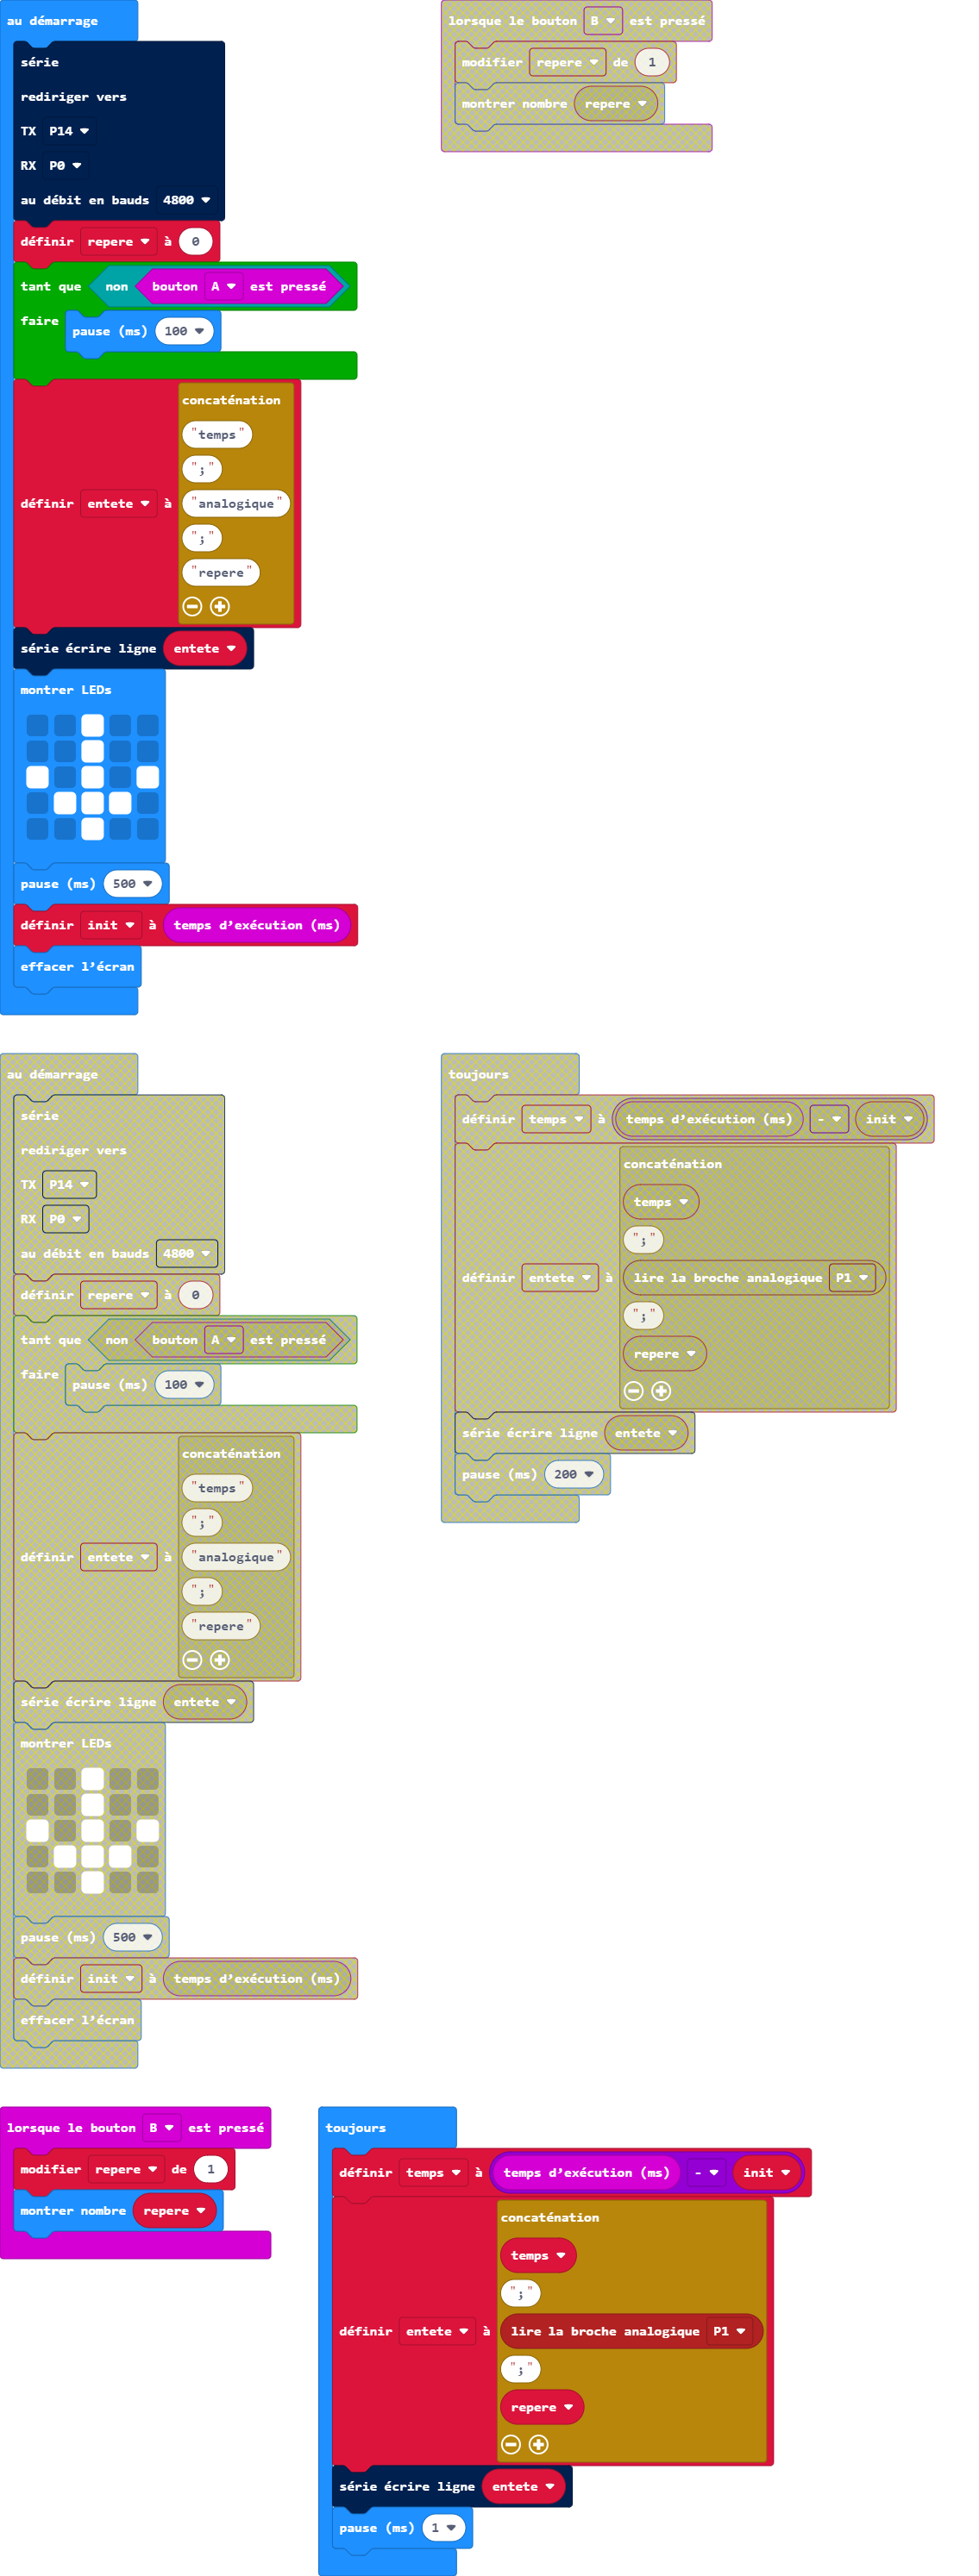 au démarrage
série
rediriger vers
TX P14
RX P0
au débit en bauds 4800
définir repere à 0
tant que non bouton A est pressé
faire pause (ms) 100
concaténation
"temps"
";"
"analogique"
définir entete à
";"
"repere"
série écrire ligne entete
montrer LEDs
pause (ms) 500
définir init à temps d'exécution (ms)
effacer l'écran
lorsque le bouton B est pressé
modifier repere de 1
montrer nombre repere
au démarrage
série
rediriger vers
TX P14
RX P0
au débit en bauds 4800
définir repere à 0
tant que non bouton A est pressé
faire pause (ms) 100
concaténation
"temps"
";"
"analogique"
définir entete à
";"
"repere"
série écrire ligne entete
montrer LEDs
pause (ms) 500
définir init à temps d'exécution (ms)
effacer l'écran
toujours
définir temps à temps d'exécution (ms) - init
concaténation
temps
";"
définir entete à lire la broche analogique P1
";"
repere
série écrire ligne entete
pause (ms) 200
lorsque le bouton B est pressé
modifier repere de 1
montrer nombre repere
toujours
définir temps à temps d'exécution (ms) - init
concaténation
temps
";"
définir entete à lire la broche analogique P1
";"
repere
série écrire ligne entete
pause (ms) 1